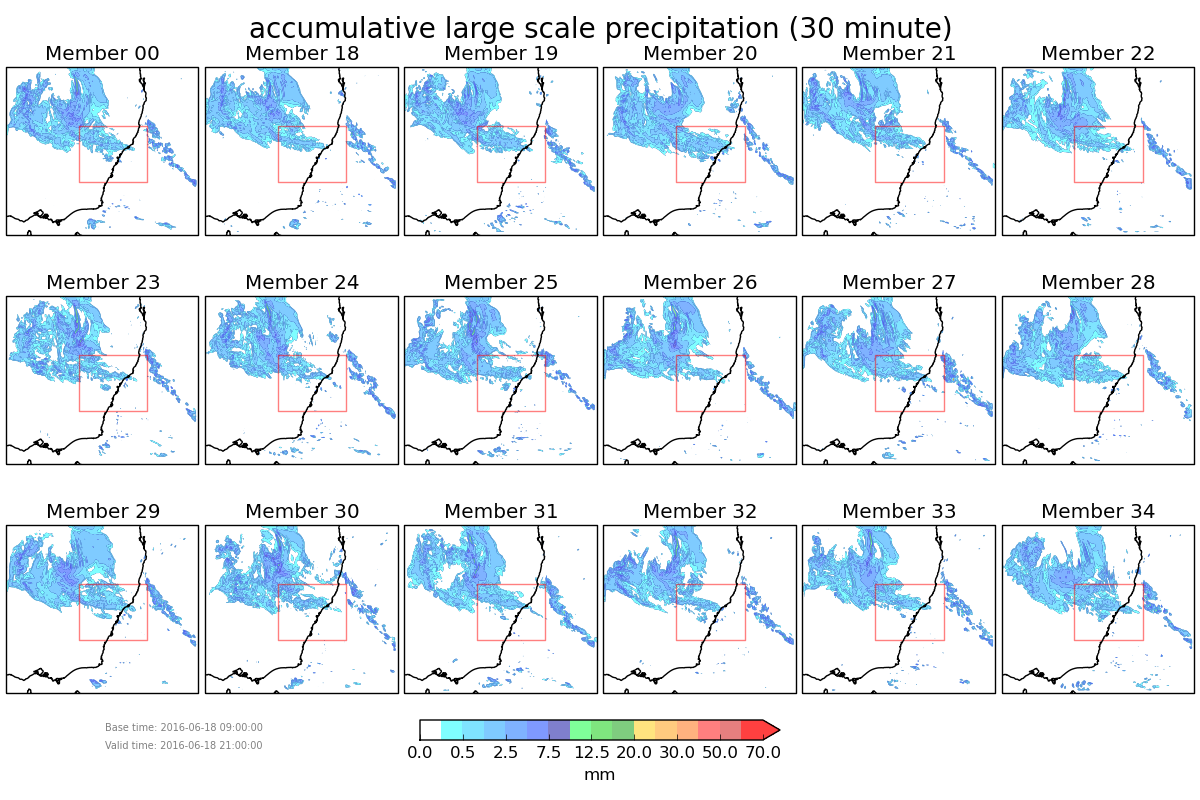 accumulative large scale precipitation (30 minute)
Member 00 Member 18 Member 19 Member 20 Member 21 Member 22
Member 23 Member 24 Member 25 Member 26 Member 27 Member 28
Member 29 Member 30 Member 31 Member 32 Member 33 Member 34
Base time: 2016-06-18 09:00:00
Valid time: 2016-06-18 21:00:00
0.0 0.5 2.5 7.5 12.5 20.0 30.0 50.0 70.0
mm